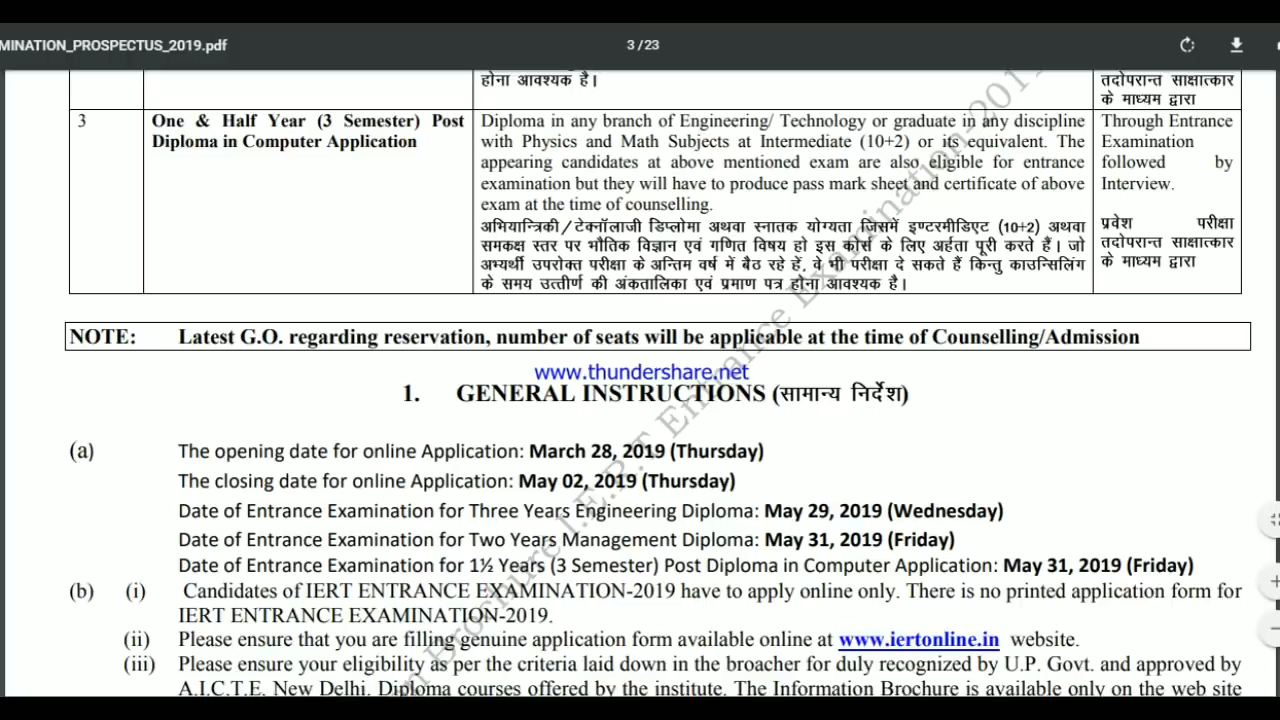 MINATION_PROSPECTUS_2019.pdf
3 / 23
होना आवश्यक है।
तदोपरान्त साक्षात्कार
के माध्यम द्वारा
3
One & Half Year (3 Semester) Post
Diploma in Computer Application
Diploma in any branch of Engineering/ Technology or graduate in any discipline
with Physics and Math Subjects at Intermediate (10+2) or its equivalent. The
appearing candidates at above mentioned exam are also eligible for entrance
examination but they will have to produce pass mark sheet and certificate of above
exam at the time of counselling.
अभियान्त्रिकी/टेक्नॉलाजी डिप्लोमा अथवा स्नातक योग्यता जिसमें इण्टरमीडिएट (10+2) अथवा
समकक्ष स्तर पर भौतिक विज्ञान एवं गणित विषय हो इस कोर्स के लिए अर्हता पूरी करते हैं। जो
अभ्यर्थी उपरोक्त परीक्षा के अन्तिम वर्ष में बैठ रहे हें, वे भी परीक्षा दे सकते हैं किन्तु काउन्सिलिंग
के समय उत्तीर्ण की अंकतालिका एवं प्रमाण पत्र होना आवश्यक है।
Through Entrance
Examination
followed by
Interview.
प्रवेश परीक्षा
तदोपरान्त साक्षात्कार
के माध्यम द्वारा
NOTE: Latest G.O. regarding reservation, number of seats will be applicable at the time of Counselling/Admission
www.thundershare.net
1. GENERAL INSTRUCTIONS (सामान्य निर्देश)
(a) The opening date for online Application: March 28, 2019 (Thursday)
The closing date for online Application: May 02, 2019 (Thursday)
Date of Entrance Examination for Three Years Engineering Diploma: May 29, 2019 (Wednesday)
Date of Entrance Examination for Two Years Management Diploma: May 31, 2019 (Friday)
Date of Entrance Examination for 1½ Years (3 Semester) Post Diploma in Computer Application: May 31, 2019 (Friday)
(b) (i) Candidates of IERT ENTRANCE EXAMINATION-2019 have to apply online only. There is no printed application form for
IERT ENTRANCE EXAMINATION-2019.
(ii) Please ensure that you are filling genuine application form available online at www.iertonline.in website.
(iii) Please ensure your eligibility as per the criteria laid down in the broacher for duly recognized by U.P. Govt. and approved by
A.I.C.T.E. New Delhi. Diploma courses offered by the institute. The Information Brochure is available only on the web site
n Brochure I.E.R.T Entrance Examination-201